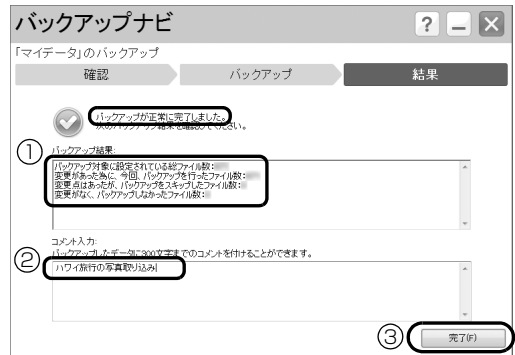 バックアップナビ
? – ×
「マイデータ」のバックアップ
確認 バックアップ 結果
バックアップが正常に完了しました。
次のバックアップ結果を確認してください。
① バックアップ結果:
バックアップ対象に設定されている総ファイル数:
変更があった為に、今回、バックアップを行ったファイル数:
変更点はあったが、バックアップをスキップしたファイル数:
変更がなく、バックアップしなかったファイル数:
コメント入力:
バックアップしたデータに300文字までのコメントを付けることができます。
② ハワイ旅行の写真取り込み
③ 完了(F)